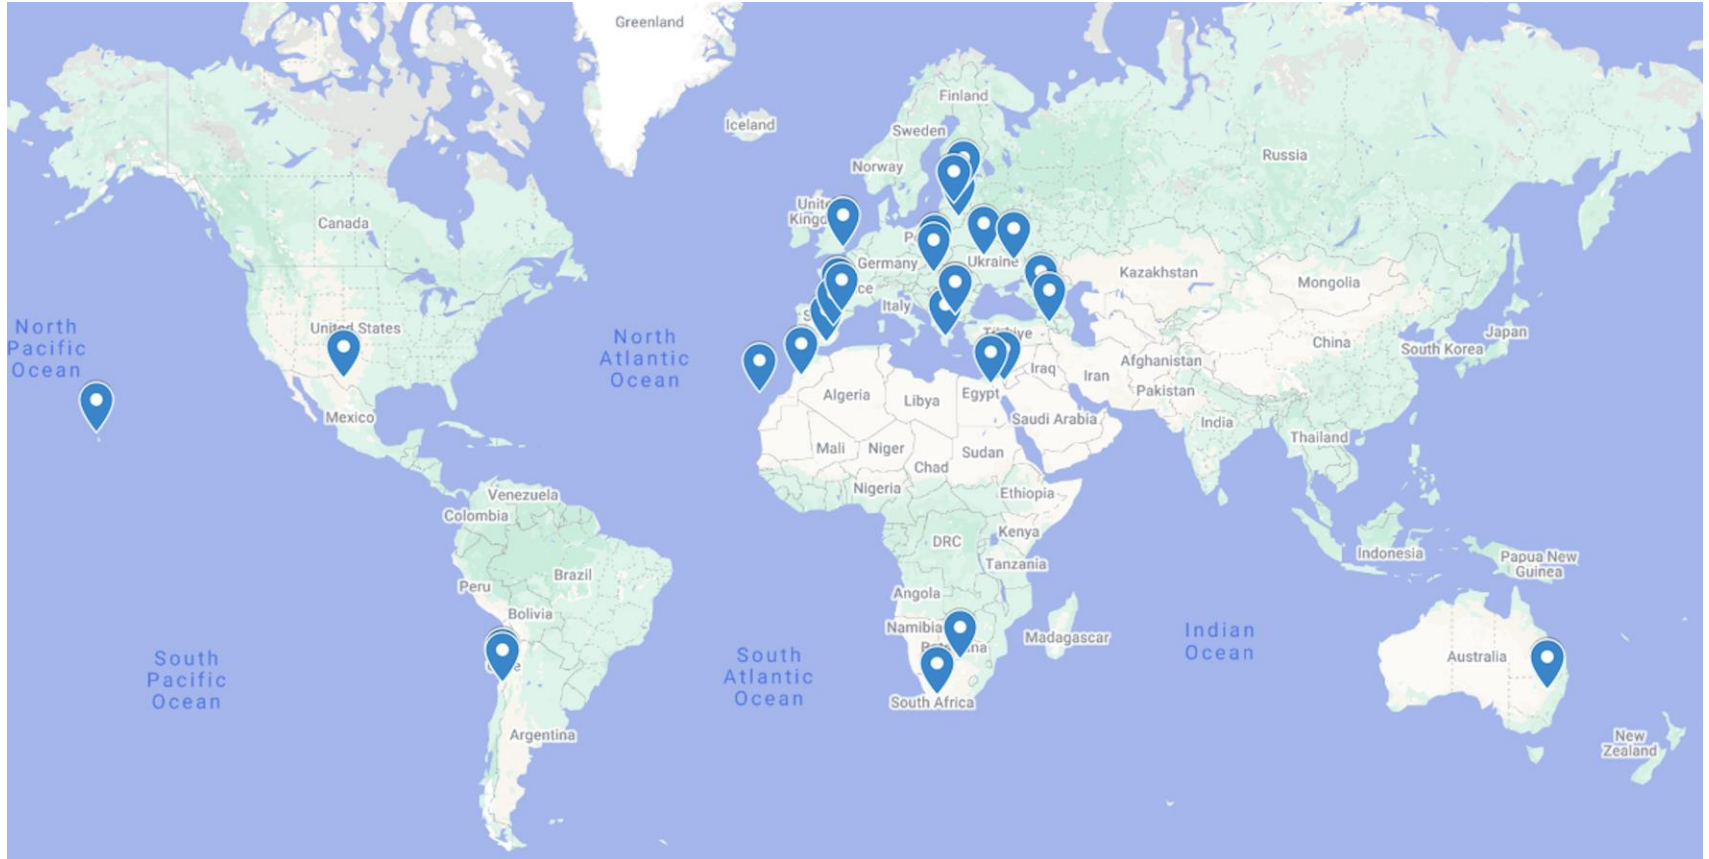 Greenland
Iceland
Finland
Sweden
Norway
Russia
Canada
Germany
Ukraine
Kazakhstan
Mongolia
Italy
United States
North
Pacific
Ocean
North
Atlantic
Ocean
Japan
South Korea
China
Afghanistan
Iraq
Iran
Pakistan
Algeria
Libya
Egypt
Saudi Arabia
India
Mexico
Thailand
Mali
Niger
Sudan
Chad
Nigeria
Ethiopia
Venezuela
Colombia
Kenya
DRC
Tanzania
Indonesia
Papua New
Guinea
Brazil
Peru
Angola
Bolivia
Namibia
Madagascar
Indian
Ocean
South
Pacific
Ocean
South
Atlantic
Ocean
Australia
South Africa
Argentina
New
Zealand